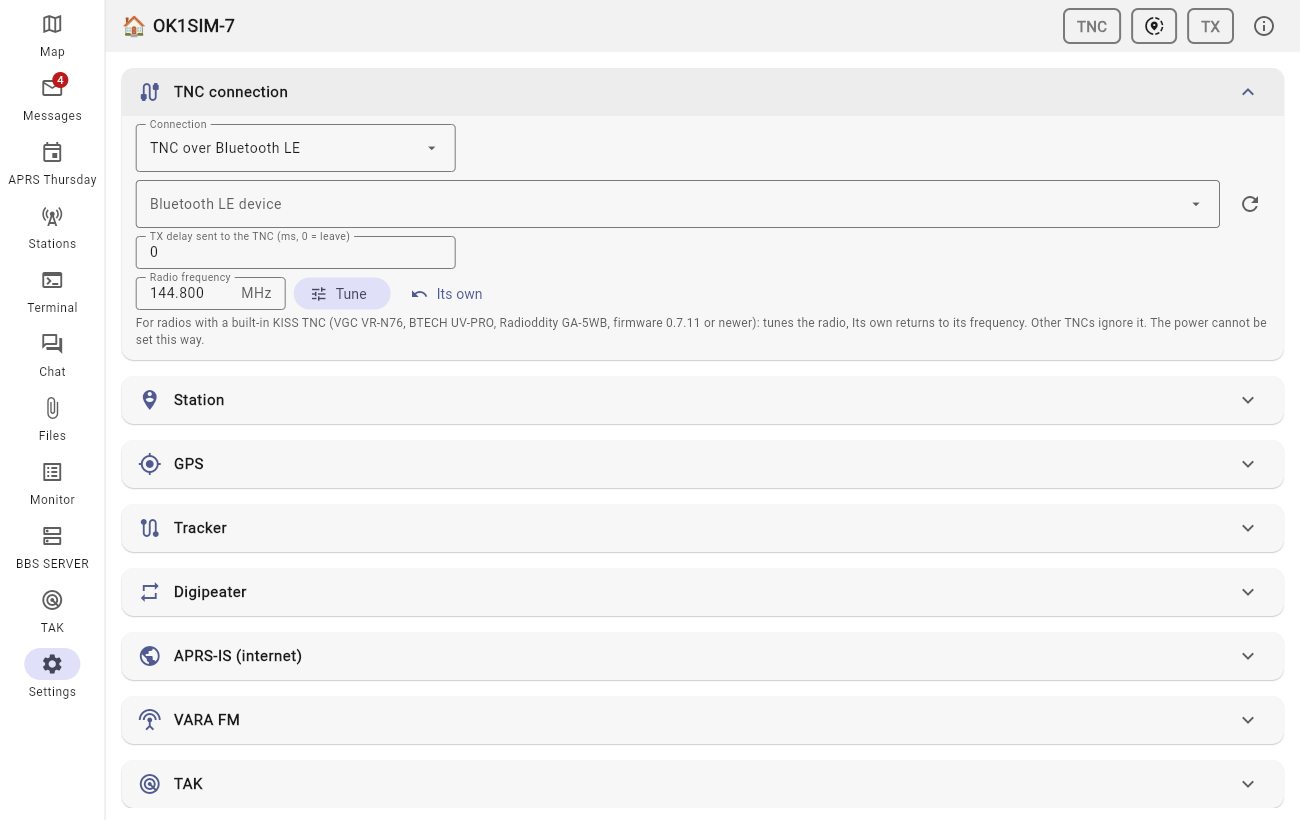 OK1SIM-7
TNC
TX
Map
4
Messages
APRS Thursday
Stations
Terminal
Chat
Files
Monitor
BBS SERVER
TAK
Settings
TNC connection
Connection
TNC over Bluetooth LE
Bluetooth LE device
TX delay sent to the TNC (ms, 0 = leave)
0
Radio frequency
144.800 MHz
Tune
Its own
For radios with a built-in KISS TNC (VGC VR-N76, BTECH UV-PRO, Radioddity GA-5WB, firmware 0.7.11 or newer): tunes the radio, Its own returns to its frequency. Other TNCs ignore it. The power cannot be
set this way.
Station
GPS
Tracker
Digipeater
APRS-IS (internet)
VARA FM
TAK